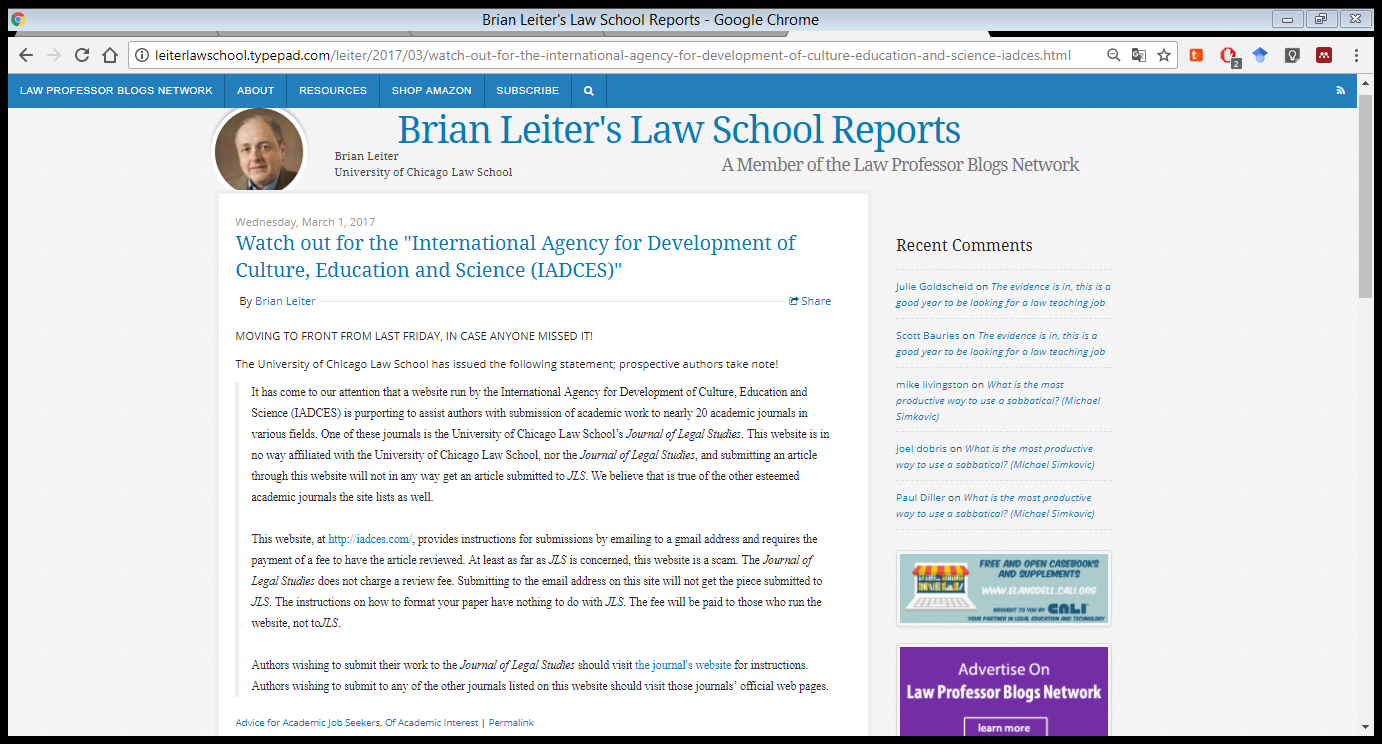 Brian Leiter's Law School Reports - Google Chrome
leiterlawschool.typepad.com/leiter/2017/03/watch-out-for-the-international-agency-for-development-of-culture-education-and-science-iadces.html
2
LAW PROFESSOR BLOGS NETWORK ABOUT RESOURCES SHOP AMAZON SUBSCRIBE
Brian Leiter's Law School Reports
Brian Leiter
University of Chicago Law School
A Member of the Law Professor Blogs Network
Wednesday, March 1, 2017
Watch out for the "International Agency for Development of
Culture, Education and Science (IADCES)"
By Brian Leiter
Share
MOVING TO FRONT FROM LAST FRIDAY, IN CASE ANYONE MISSED IT!
The University of Chicago Law School has issued the following statement; prospective authors take note!
It has come to our attention that a website run by the International Agency for Development of Culture, Education and
Science (IADCES) is purporting to assist authors with submission of academic work to nearly 20 academic journals in
various fields. One of these journals is the University of Chicago Law School's Journal of Legal Studies. This website is in
no way affiliated with the University of Chicago Law School, nor the Journal of Legal Studies, and submitting an article
through this website will not in any way get an article submitted to JLS. We believe that is true of the other esteemed
academic journals the site lists as well.
This website, at http://iadces.com/, provides instructions for submissions by emailing to a gmail address and requires the
payment of a fee to have the article reviewed. At least as far as JLS is concerned, this website is a scam. The Journal of
Legal Studies does not charge a review fee. Submitting to the email address on this site will not get the piece submitted to
JLS. The instructions on how to format your paper have nothing to do with JLS. The fee will be paid to those who run the
website, not toJLS.
Authors wishing to submit their work to the Journal of Legal Studies should visit the journal's website for instructions.
Authors wishing to submit to any of the other journals listed on this website should visit those journals' official web pages.
Advice for Academic Job Seekers, Of Academic Interest | Permalink
Recent Comments
Julie Goldscheid on The evidence is in, this is a
good year to be looking for a law teaching job
Scott Bauries on The evidence is in, this is a
good year to be looking for a law teaching job
mike livingston on What is the most
productive way to use a sabbatical? (Michael
Simkovic)
joel dobris on What is the most productive
way to use a sabbatical? (Michael Simkovic)
Paul Diller on What is the most productive
way to use a sabbatical? (Michael Simkovic)
FREE AND OPEN CASEBOOKS
AND SUPPLEMENTS
WWW.ELANGDELL.CALI.ORG
BROUGHT TO YOU BY CALI
YOUR PARTNER IN LEGAL EDUCATION AND TECHNOLOGY
Advertise On
Law Professor Blogs Network
learn more